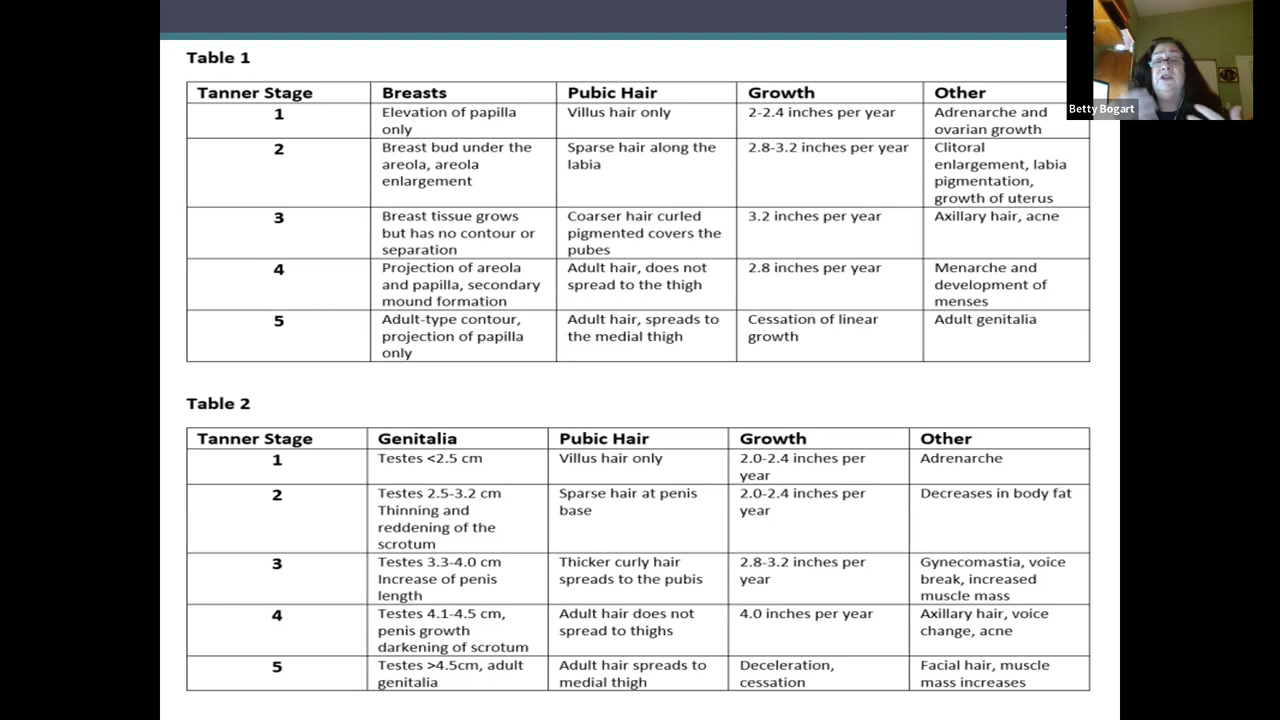 Table 1
Tanner Stage Breasts Pubic Hair Growth Other
1 Elevation of papilla only Villus hair only 2-2.4 inches per year Adrenarche and ovarian growth
2 Breast bud under the areola, areola enlargement Sparse hair along the labia 2.8-3.2 inches per year Clitoral enlargement, labia pigmentation, growth of uterus
3 Breast tissue grows but has no contour or separation Coarser hair curled pigmented covers the pubes 3.2 inches per year Axillary hair, acne
4 Projection of areola and papilla, secondary mound formation Adult hair, does not spread to the thigh 2.8 inches per year Menarche and development of menses
5 Adult-type contour, projection of papilla only Adult hair, spreads to the medial thigh Cessation of linear growth Adult genitalia
Table 2
Tanner Stage Genitalia Pubic Hair Growth Other
1 Testes <2.5 cm Villus hair only 2.0-2.4 inches per year Adrenarche
2 Testes 2.5-3.2 cm Thinning and reddening of the scrotum Sparse hair at penis base 2.0-2.4 inches per year Decreases in body fat
3 Testes 3.3-4.0 cm Increase of penis length Thicker curly hair spreads to the pubis 2.8-3.2 inches per year Gynecomastia, voice break, increased muscle mass
4 Testes 4.1-4.5 cm, penis growth darkening of scrotum Adult hair does not spread to thighs 4.0 inches per year Axillary hair, voice change, acne
5 Testes >4.5cm, adult genitalia Adult hair spreads to medial thigh Deceleration, cessation Facial hair, muscle mass increases
Betty Bogart